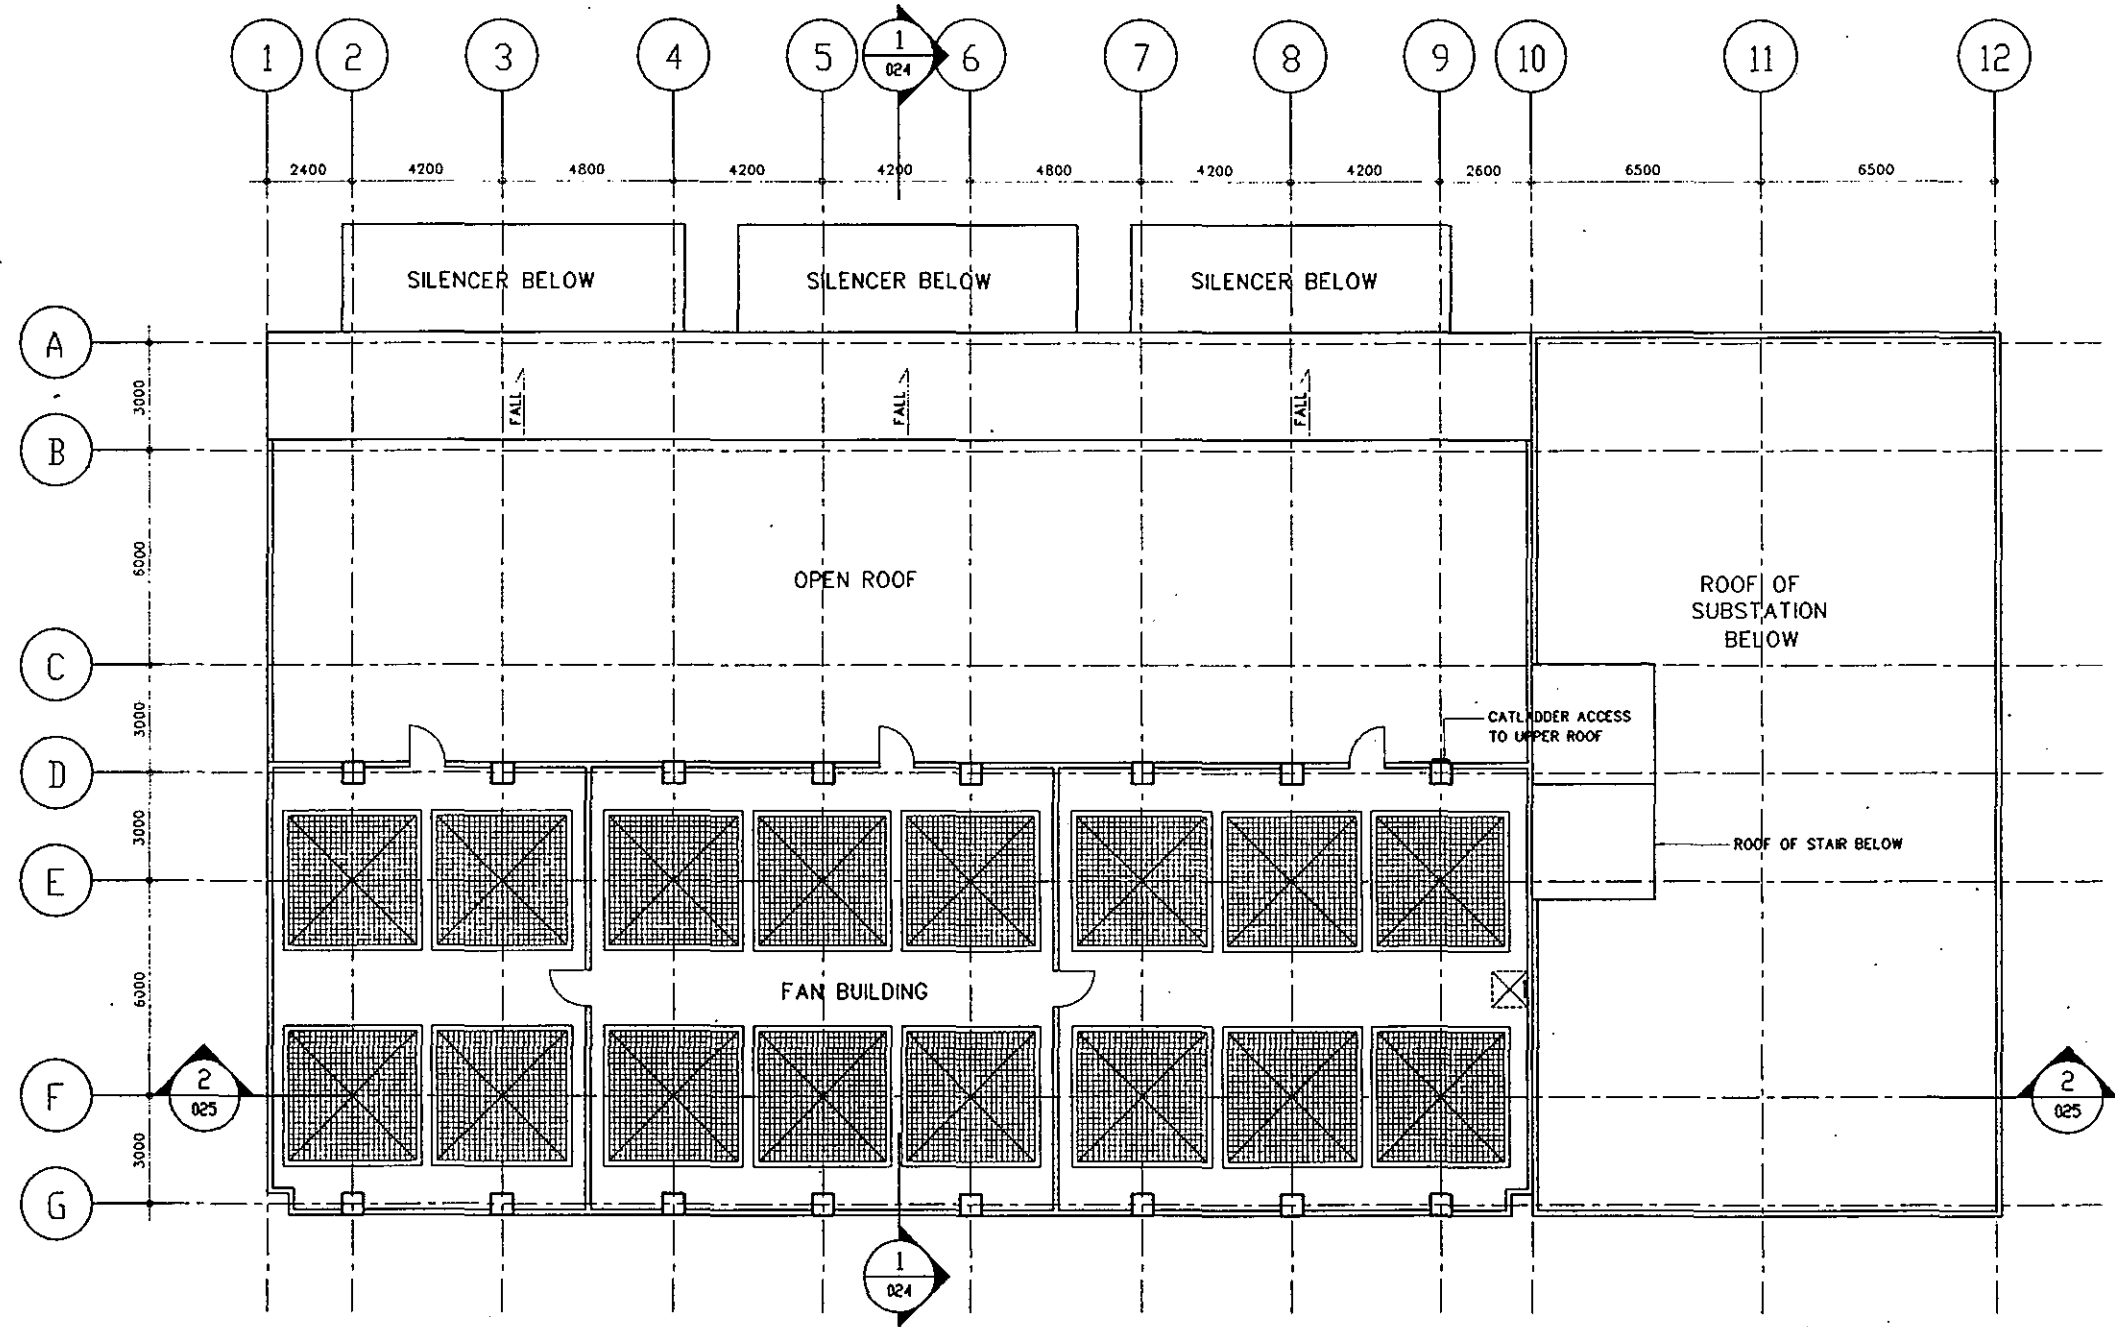 1 2 3 4 5 1 6 7 8 9 10 11 12
024
2400 4200 4800 4200 4200 4800 4200 4200 2600 6500 6500
SILENCER BELOW SILENCER BELOW SILENCER BELOW
A
3000
FALL FALL FALL
B
6000
OPEN ROOF
ROOF OF
SUBSTATION
BELOW
C
3000
CATLADDER ACCESS
TO UPPER ROOF
D
3000
ROOF OF STAIR BELOW
E
6000
FAN BUILDING
2
025
2
025
F
3000
G
1
024